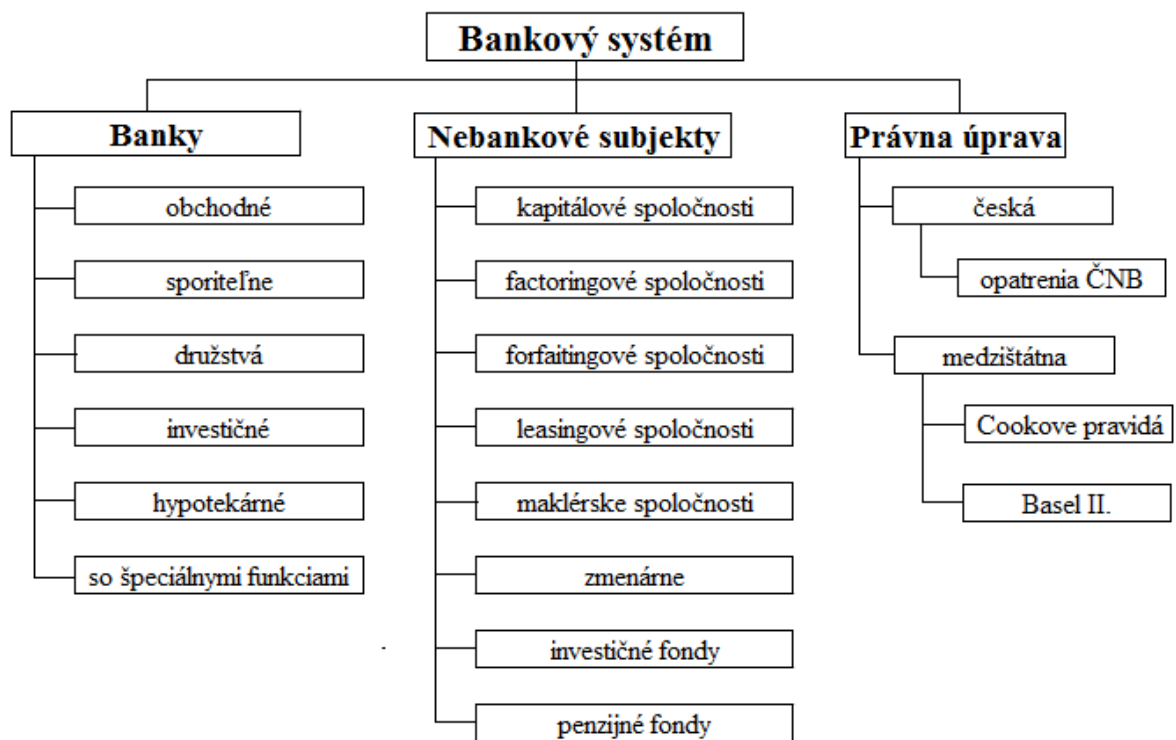 Bankový systém
Banky
obchodné
sporiteľne
družstvá
investičné
hypotekárné
so špeciálnymi funkciami
Nebankové subjekty
kapitálové spoločnosti
factoringové spoločnosti
forfaitingové spoločnosti
leasingové spoločnosti
maklérske spoločnosti
zmenárne
investičné fondy
penzijné fondy
Právna úprava
česká
opatrenia ČNB
medzištátna
Cookove pravidá
Basel II.